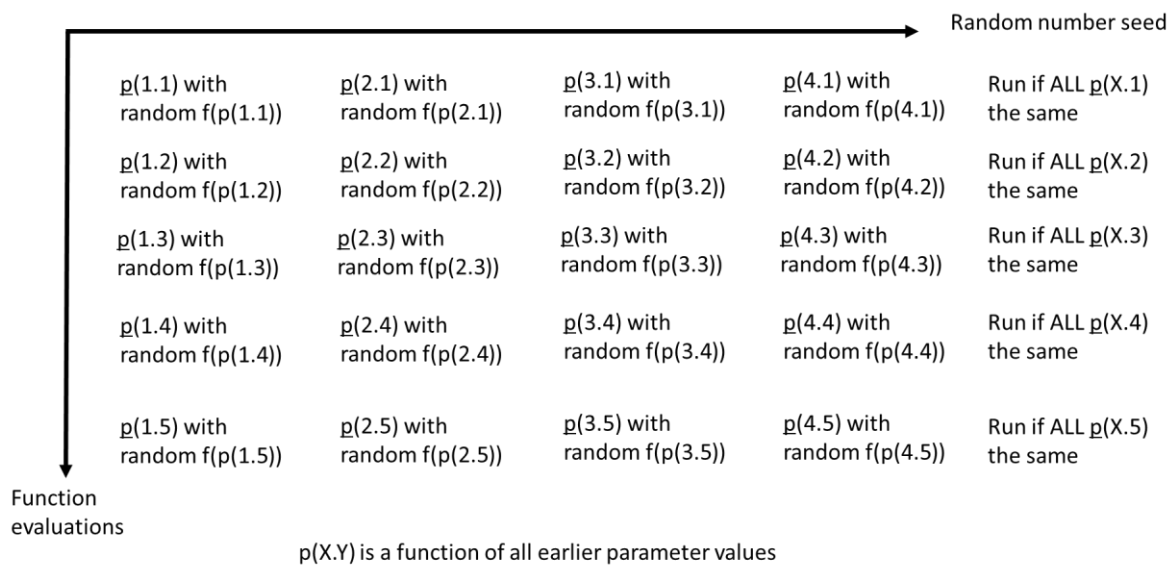 Random number seed
p(1.1) with
random f(p(1.1))
p(2.1) with
random f(p(2.1))
p(3.1) with
random f(p(3.1))
p(4.1) with
random f(p(4.1))
Run if ALL p(X.1)
the same
p(1.2) with
random f(p(1.2))
p(2.2) with
random f(p(2.2))
p(3.2) with
random f(p(3.2))
p(4.2) with
random f(p(4.2))
Run if ALL p(X.2)
the same
p(1.3) with
random f(p(1.3))
p(2.3) with
random f(p(2.3))
p(3.3) with
random f(p(3.3))
p(4.3) with
random f(p(4.3))
Run if ALL p(X.3)
the same
p(1.4) with
random f(p(1.4))
p(2.4) with
random f(p(2.4))
p(3.4) with
random f(p(3.4))
p(4.4) with
random f(p(4.4))
Run if ALL p(X.4)
the same
p(1.5) with
random f(p(1.5))
p(2.5) with
random f(p(2.5))
p(3.5) with
random f(p(3.5))
p(4.5) with
random f(p(4.5))
Run if ALL p(X.5)
the same
Function
evaluations
p(X.Y) is a function of all earlier parameter values